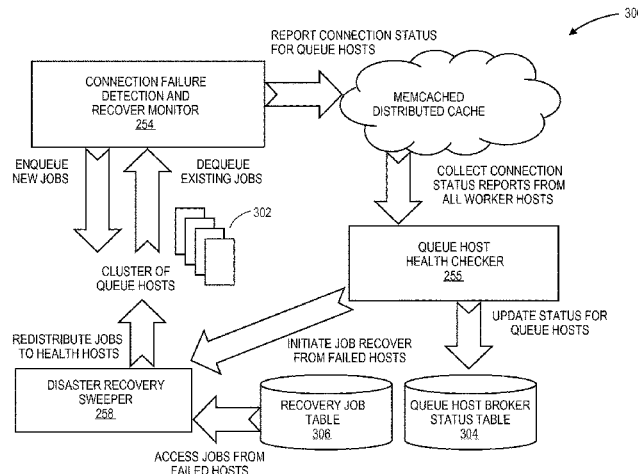 300
REPORT CONNECTION STATUS
FOR QUEUE HOSTS
CONNECTION FAILURE
DETECTION AND
RECOVER MONITOR
254
MEMCACHED
DISTRIBUTED CACHE
ENQUEUE
NEW JOBS
DEQUEUE
EXISTING JOBS
COLLECT CONNECTION
STATUS REPORTS FROM
ALL WORKER HOSTS
302
CLUSTER OF
QUEUE HOSTS
QUEUE HOST
HEALTH CHECKER
255
REDISTRIBUTE JOBS
TO HEALTH HOSTS
INITIATE JOB RECOVER
FROM FAILED HOSTS
UPDATE STATUS FOR
QUEUE HOSTS
DISASTER RECOVERY
SWEEPER
258
RECOVERY JOB
TABLE
306
QUEUE HOST BROKER
STATUS TABLE
304
ACCESS JOBS FROM
FAILED HOSTS